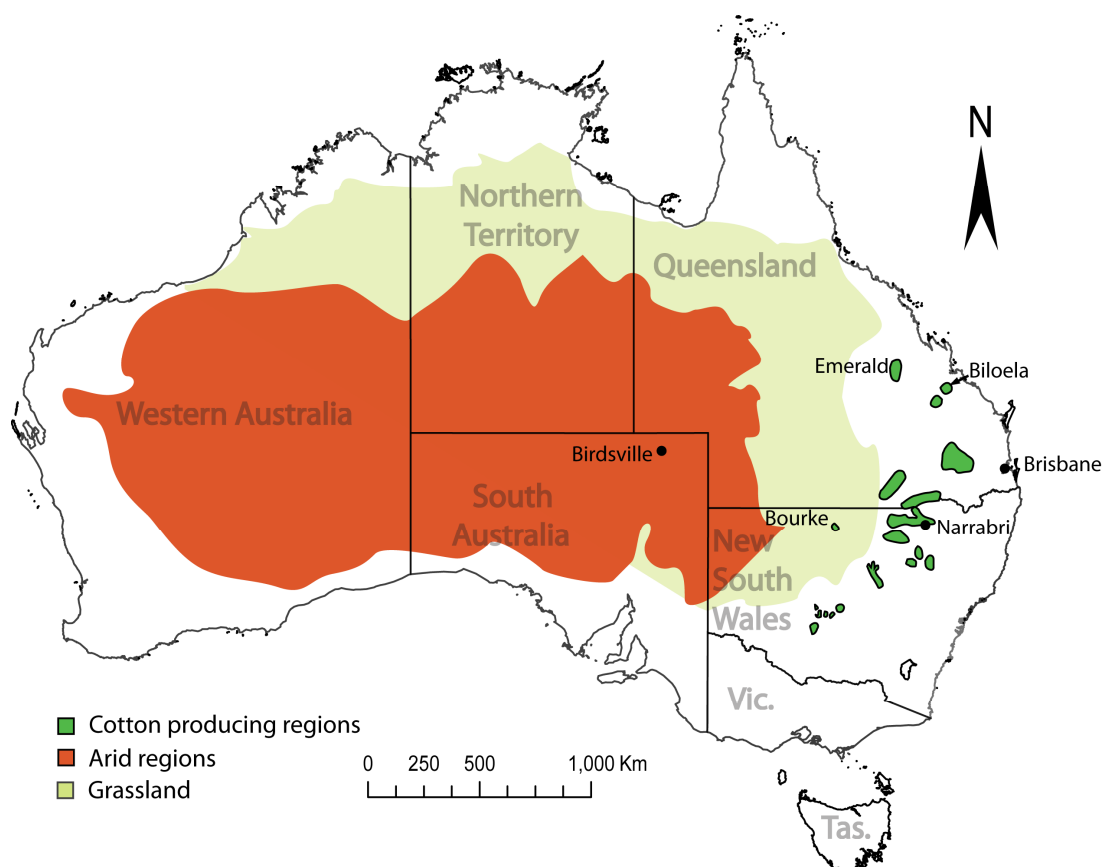 N
Northern
Territory
Queensland
Emerald
Biloela
Western Australia
Birdsville
Brisbane
South
Australia
Bourke
Narrabri
New
South
Wales
Vic.
Cotton producing regions
Arid regions
Grassland
0 250 500 1,000 Km
Tas.